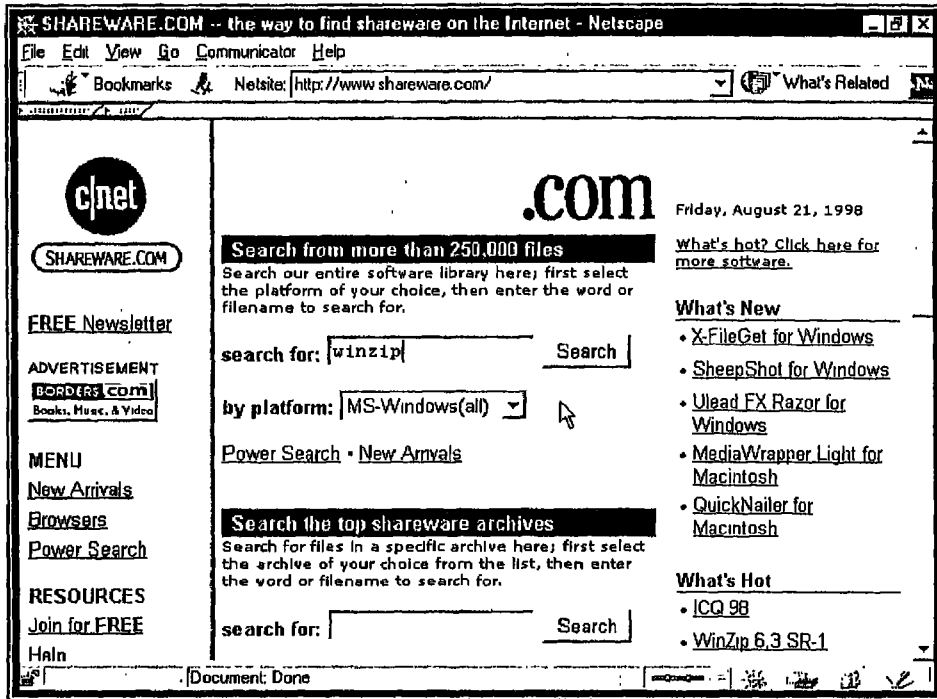 SHAREWARE.COM -- the way to find shareware on the Internet - Netscape
File Edit View Go Communicator Help
Bookmarks Netsite: http://www.shareware.com/ What's Related
c|net
SHAREWARE.COM
FREE Newsletter
ADVERTISEMENT
BORDERS.com
Books, Music, & Video
MENU
New Arrivals
Browsers
Power Search
RESOURCES
Join for FREE
Help
.com
Search from more than 250,000 files
Search our entire software library here; first select
the platform of your choice, then enter the word or
filename to search for.
search for: winzip Search
by platform: MS-Windows(all)
Power Search • New Arrivals
Search the top shareware archives
Search for files in a specific archive here; first select
the archive of your choice from the list, then enter
the word or filename to search for.
search for: Search
Friday, August 21, 1998
What's hot? Click here for
more software.
What's New
• X-FileGet for Windows
• SheepShot for Windows
• Ulead FX Razor for
Windows
• MediaWrapper Light for
Macintosh
• QuickNailer for
Macintosh
What's Hot
• ICQ 98
• WinZip 6.3 SR-1
Document: Done